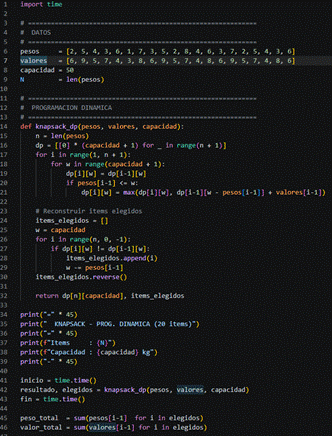 import time

# ============================================================
#  DATOS
# ============================================================
pesos     = [2, 5, 4, 3, 6, 1, 7, 3, 5, 2, 8, 4, 6, 3, 7, 2, 5, 4, 3, 6]
valores   = [6, 9, 5, 7, 4, 3, 8, 6, 9, 5, 7, 4, 8, 6, 9, 5, 7, 4, 8, 6]
capacidad = 50
N         = len(pesos)

# ============================================================
#  PROGRAMACION DINAMICA
# ============================================================
def knapsack_dp(pesos, valores, capacidad):
    n = len(pesos)
    dp = [[0] * (capacidad + 1) for _ in range(n + 1)]
    for i in range(1, n + 1):
        for w in range(capacidad + 1):
            dp[i][w] = dp[i-1][w]
            if pesos[i-1] <= w:
                dp[i][w] = max(dp[i][w], dp[i-1][w - pesos[i-1]] + valores[i-1])

    # Reconstruir items elegidos
    items_elegidos = []
    w = capacidad
    for i in range(n, 0, -1):
        if dp[i][w] != dp[i-1][w]:
            items_elegidos.append(i)
            w -= pesos[i-1]
    items_elegidos.reverse()

    return dp[n][capacidad], items_elegidos

print("=" * 45)
print("  KNAPSACK - PROG. DINAMICA (20 items)")
print("=" * 45)
print(f"Items     : {N}")
print(f"Capacidad : {capacidad} kg")
print("-" * 45)

inicio = time.time()
resultado, elegidos = knapsack_dp(pesos, valores, capacidad)
fin = time.time()

peso_total  = sum(pesos[i-1]  for i in elegidos)
valor_total = sum(valores[i-1] for i in elegidos)